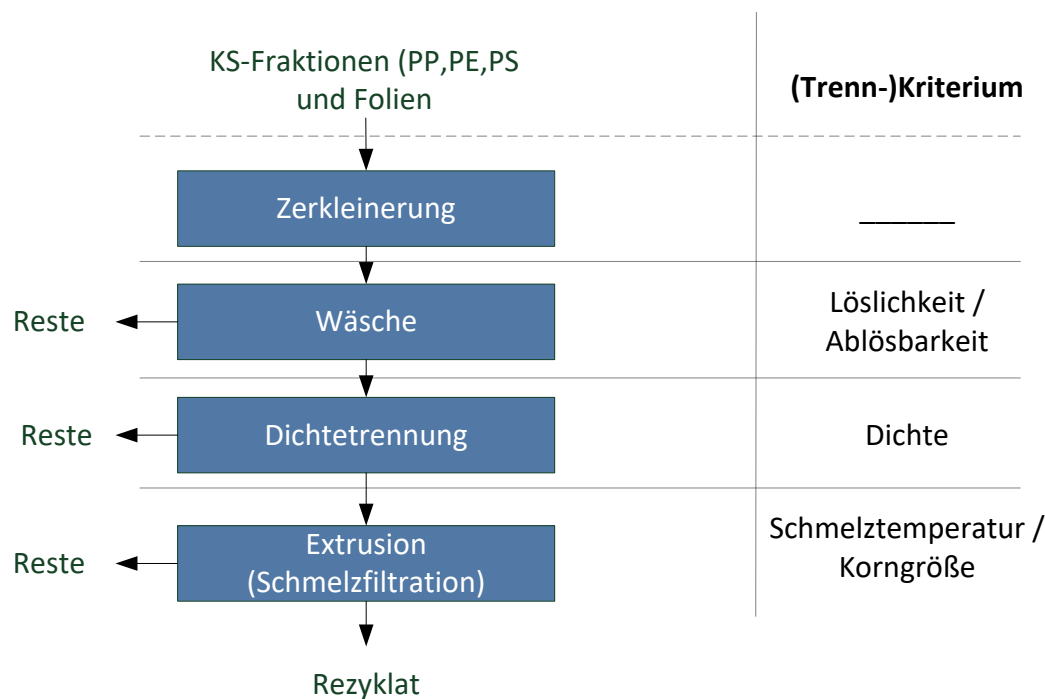 KS-Fraktionen (PP,PE,PS
und Folien
(Trenn-)Kriterium
Zerkleinerung
______
Reste
Wäsche
Löslichkeit /
Ablösbarkeit
Reste
Dichtetrennung
Dichte
Reste
Extrusion
(Schmelzfiltration)
Schmelztemperatur /
Korngröße
Rezyklat